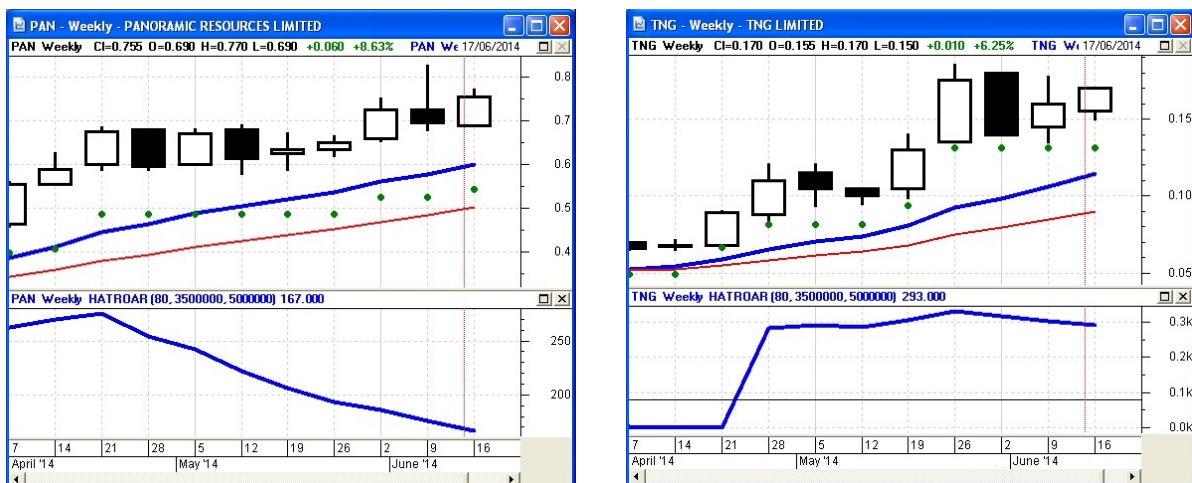 PAN - Weekly - PANORAMIC RESOURCES LIMITED
PAN Weekly Cl=0.755 O=0.690 H=0.770 L=0.690 +0.060 +8.63% PAN We 17/06/2014
0.8
0.7
0.6
0.5
0.4
PAN Weekly HATROAR (80, 3500000, 5000000) 167.000
250
200
7 14 21 28 5 12 19 26 2 9 16
April '14 May '14 June '14
TNG - Weekly - TNG LIMITED
TNG Weekly Cl=0.170 O=0.155 H=0.170 L=0.150 +0.010 +6.25% TNG 17/06/2014
0.15
0.10
0.05
TNG Weekly HATROAR (80, 3500000, 5000000) 293.000
0.3k
0.2k
0.1k
0.0k
7 14 21 28 5 12 19 26 2 9 16
April '14 May '14 June '14